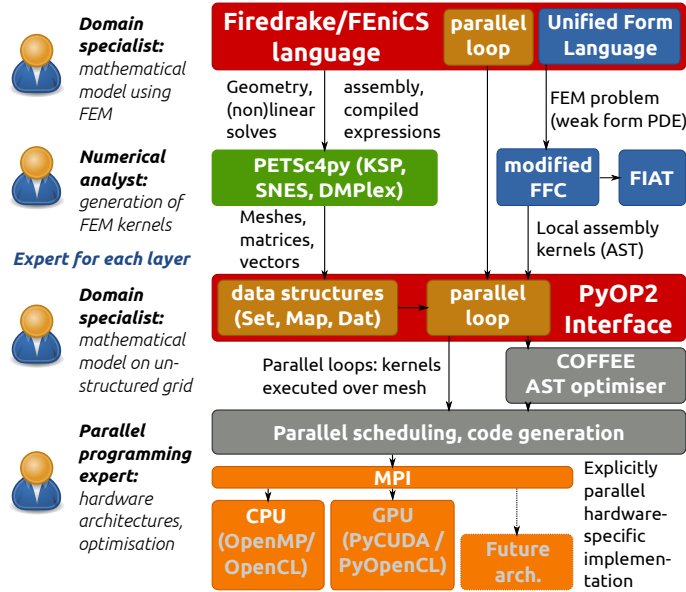 Domain
specialist:
mathematical
model using
FEM
Firedrake/FEniCS
language
parallel
loop
Unified Form
Language
Geometry,
(non)linear
solves
assembly,
compiled
expressions
FEM problem
(weak form PDE)
Numerical
analyst:
generation of
FEM kernels
PETSc4py (KSP,
SNES, DMPlex)
modified
FFC
FIAT
Meshes,
matrices,
vectors
Local assembly
kernels (AST)
Expert for each layer
Domain
specialist:
mathematical
model on un-
structured grid
data structures
(Set, Map, Dat)
parallel
loop
PyOP2
Interface
Parallel loops: kernels
executed over mesh
COFFEE
AST optimiser
Parallel
programming
expert:
hardware
architectures,
optimisation
Parallel scheduling, code generation
MPI
CPU
(OpenMP/
OpenCL)
GPU
(PyCUDA /
PyOpenCL)
Future
arch.
Explicitly
parallel
hardware-
specific
implemen-
tation